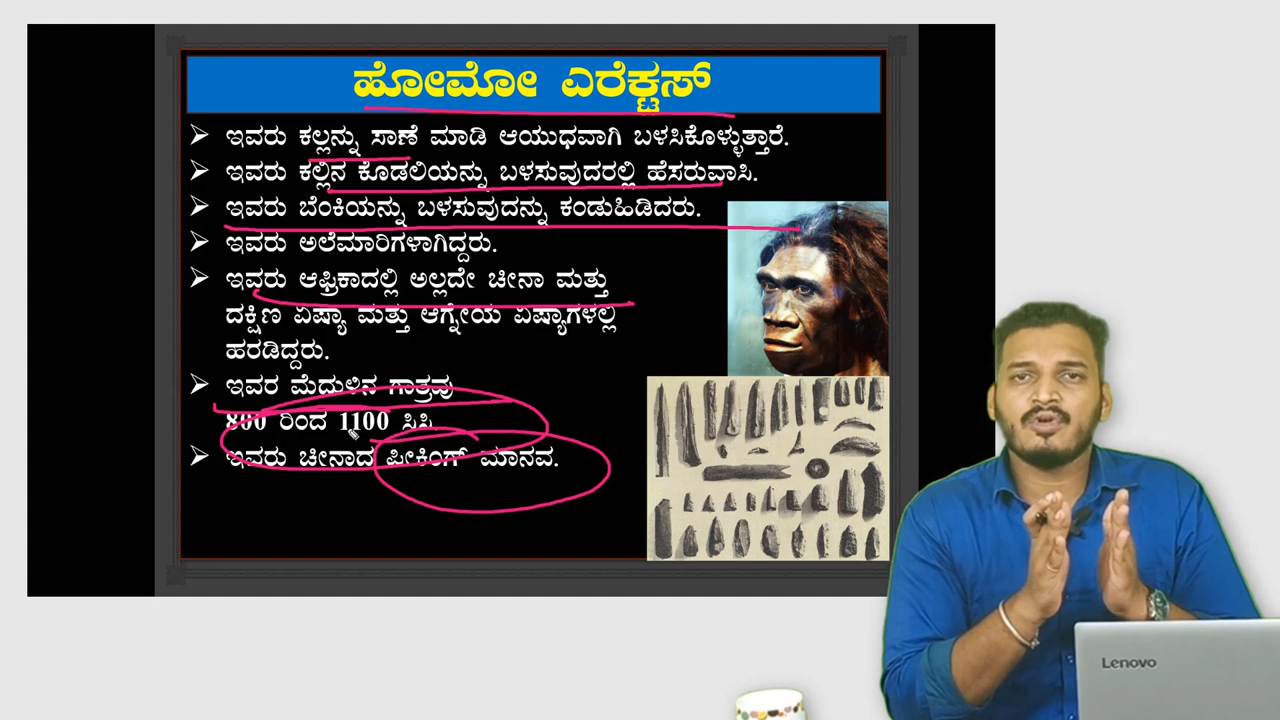 ಹೋಮೋ ಎರೆಕ್ಟಸ್
ಇವರು ಕಲ್ಲನ್ನು ಸಾಣೆ ಮಾಡಿ ಆಯುಧವಾಗಿ ಬಳಸಿಕೊಳ್ಳುತ್ತಾರೆ.
ಇವರು ಕಲ್ಲಿನ ಕೊಡಲಿಯನ್ನು ಬಳಸುವುದರಲ್ಲಿ ಹೆಸರುವಾಸಿ.
ಇವರು ಬೆಂಕಿಯನ್ನು ಬಳಸುವುದನ್ನು ಕಂಡುಹಿಡಿದರು.
ಇವರು ಅಲೆಮಾರಿಗಳಾಗಿದ್ದರು.
ಇವರು ಆಫ್ರಿಕಾದಲ್ಲಿ ಅಲ್ಲದೇ ಚೀನಾ ಮತ್ತು
ದಕ್ಷಿಣ ಏಷ್ಯಾ ಮತ್ತು ಆಗ್ನೇಯ ಏಷ್ಯಾಗಳಲ್ಲಿ
ಹರಡಿದ್ದರು.
ಇವರ ಮೆದುಲಿನ ಗಾತ್ರವು
800 ರಿಂದ 1100 ಸಿಸಿ.
ಇವರು ಚೀನಾದ ಪೀಕಿಂಗ್ ಮಾನವ.
Lenovo